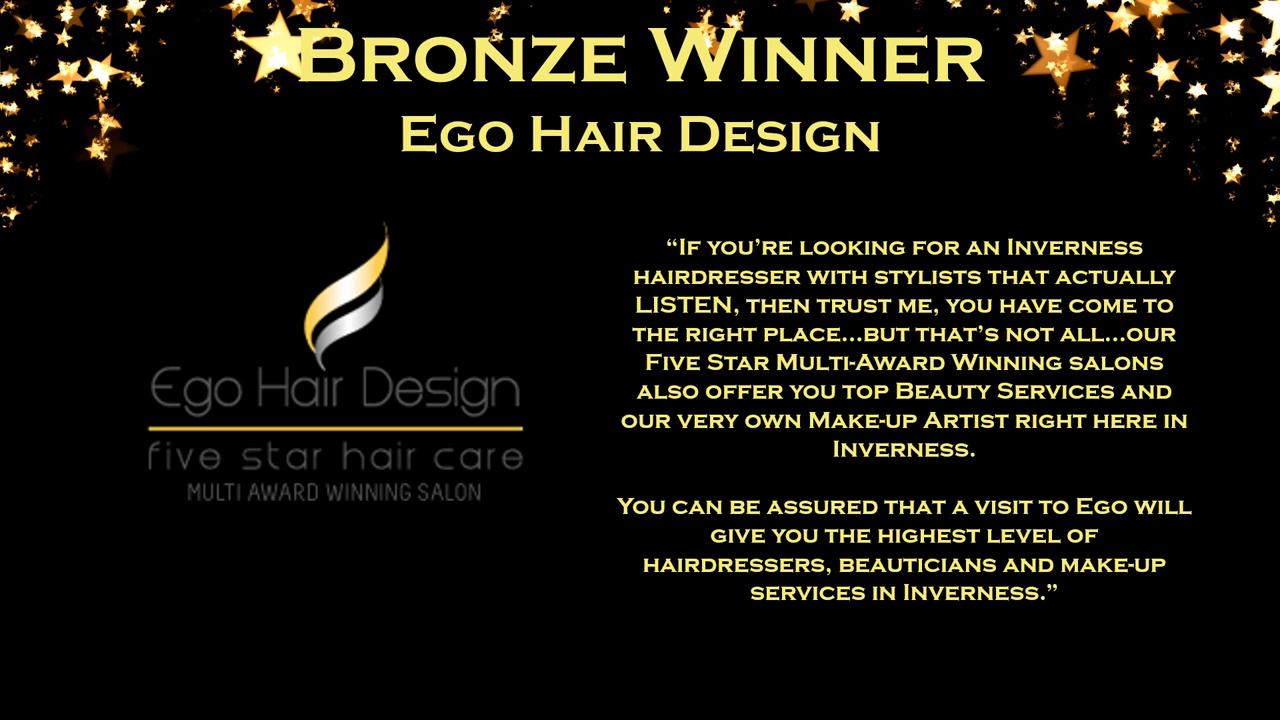 Bronze Winner
Ego Hair Design
Ego Hair Design
five star hair care
MULTI AWARD WINNING SALON
“If you’re looking for an Inverness
hairdresser with stylists that actually
LISTEN, then trust me, you have come to
the right place...but that’s not all...our
Five Star Multi-Award Winning salons
also offer you top Beauty Services and
our very own Make-up Artist right here in
Inverness.
You can be assured that a visit to Ego will
give you the highest level of
hairdressers, beauticians and make-up
services in Inverness.”